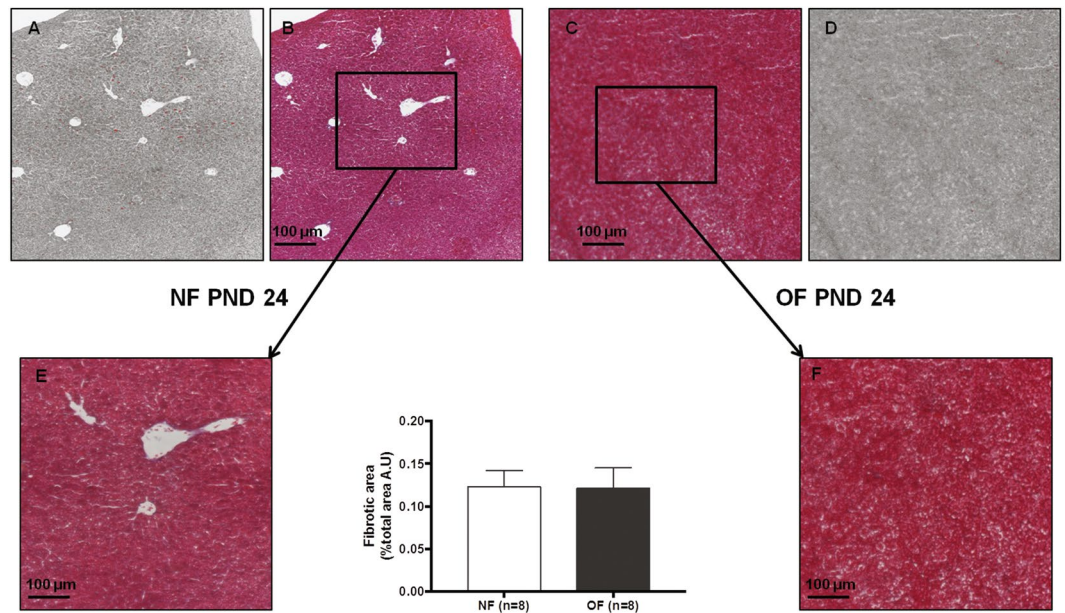 A
B
C
D
100 µm
100 µm
NF PND 24
OF PND 24
E
F
100 µm
100 µm
Fibrotic area
(%total area A.U)
0.20
0.15
0.10
0.05
0.00
NF (n=8)
OF (n=8)